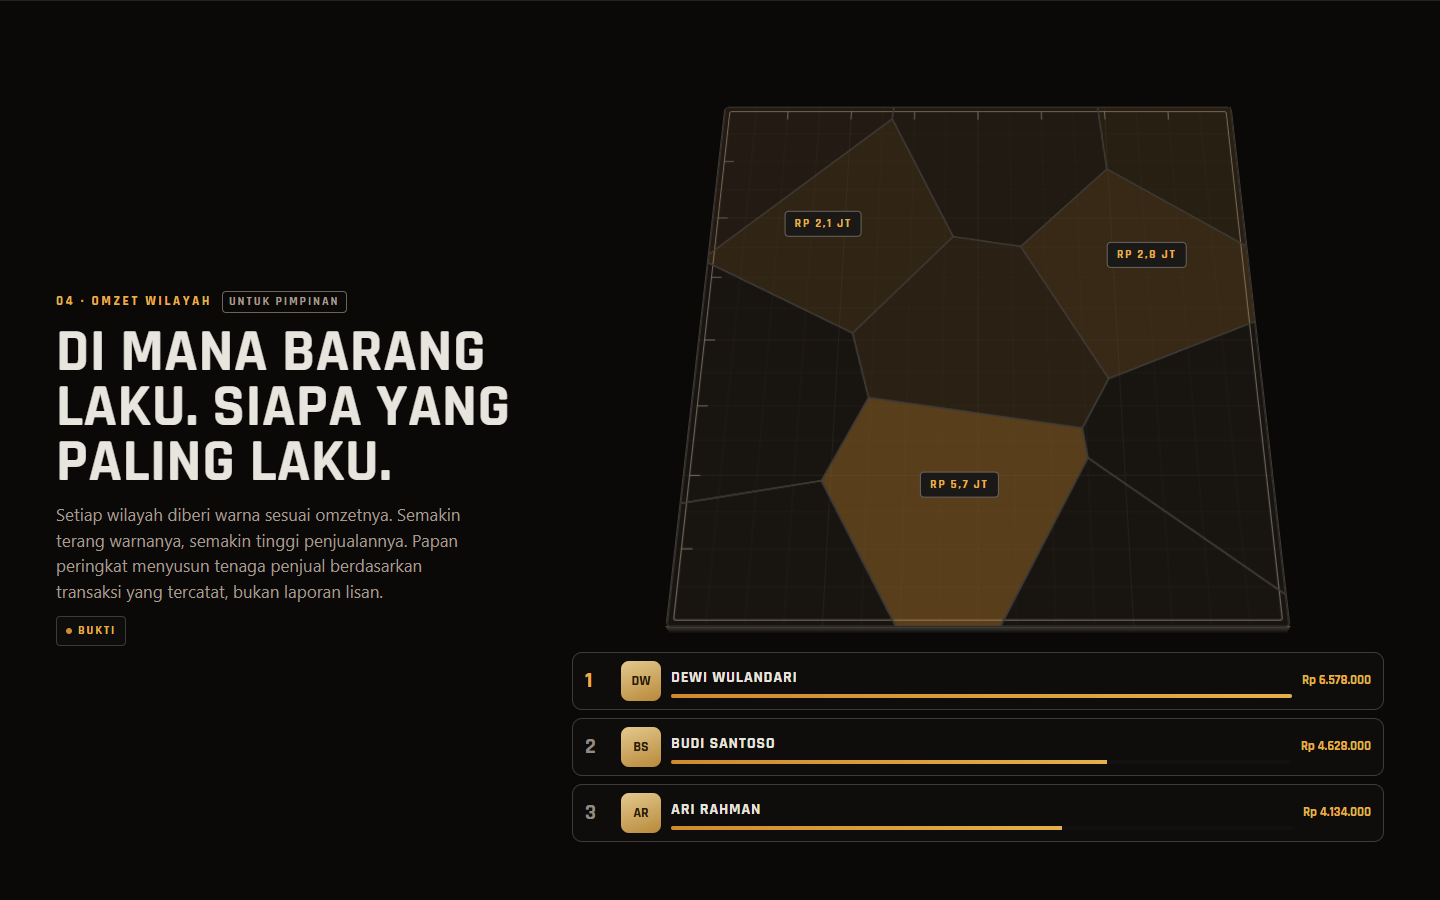 04 · OMZET WILAYAH
UNTUK PIMPINAN
DI MANA BARANG
LAKU. SIAPA YANG
PALING LAKU.
Setiap wilayah diberi warna sesuai omzetnya. Semakin
terang warnanya, semakin tinggi penjualannya. Papan
peringkat menyusun tenaga penjual berdasarkan
transaksi yang tercatat, bukan laporan lisan.
BUKTI
RP 2,1 JT
RP 2,8 JT
RP 5,7 JT
1 DW DEWI WULANDARI Rp 6.578.000
2 BS BUDI SANTOSO Rp 4.628.000
3 AR ARI RAHMAN Rp 4.134.000